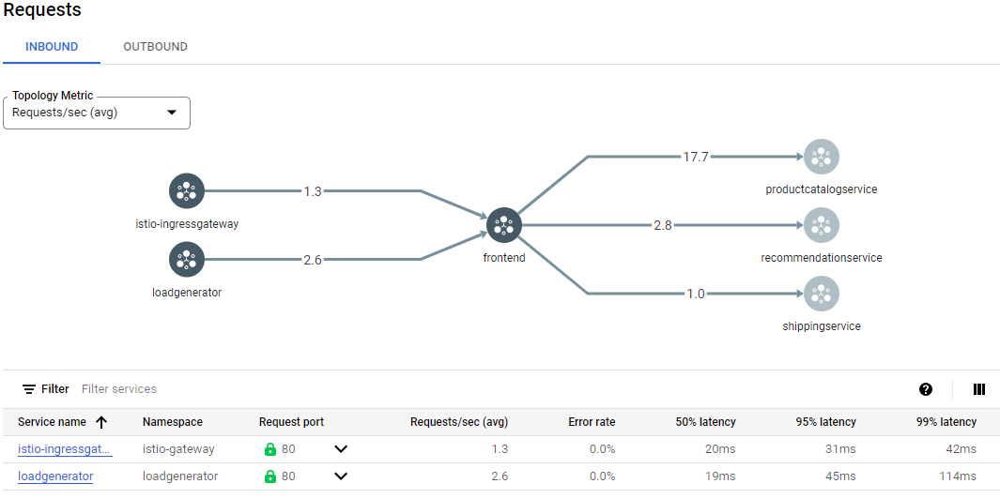 Requests
INBOUND OUTBOUND
Topology Metric
Requests/sec (avg)
17.7
productcatalogservice
1.3
istio-ingressgateway
2.8
frontend
recommendationservice
2.6
loadgenerator
1.0
shippingservice
Filter Filter services
Service name Namespace Request port Requests/sec (avg) Error rate 50% latency 95% latency 99% latency
istio-ingressgat... istio-gateway 80 1.3 0.0% 20ms 31ms 42ms
loadgenerator loadgenerator 80 2.6 0.0% 19ms 45ms 114ms